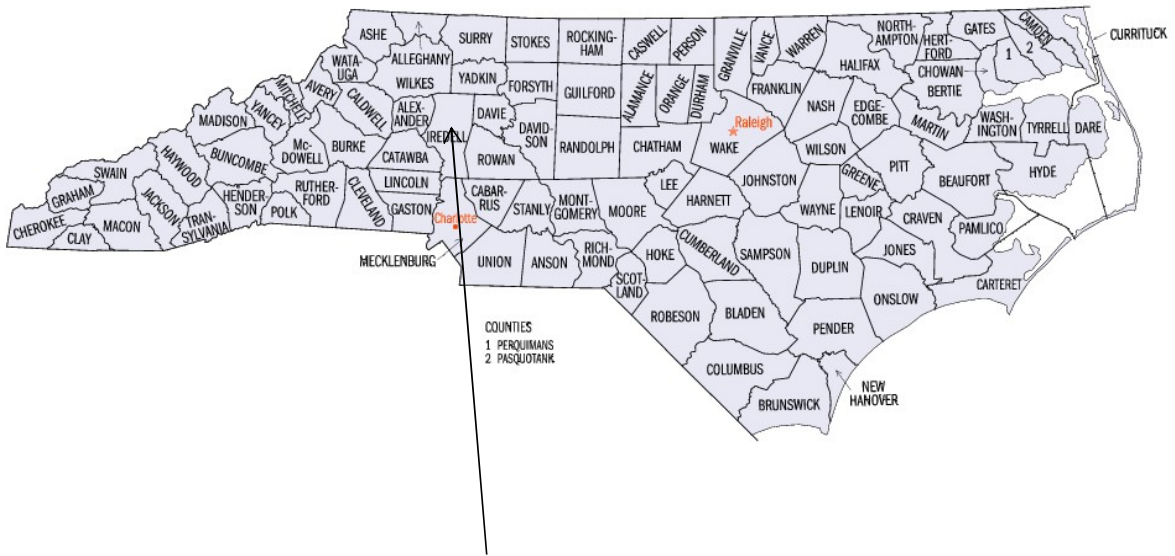 ASHE
ALLEGHANY
SURRY
STOKES
ROCKING-
HAM
CASWELL
PERSON
GRANVILLE
VANCE
WARREN
NORTH-
AMPTON
HERT-
FORD
GATES
CAMDEN
CURRITUCK
1
2
WATA-
UGA
WILKES
YADKIN
FORSYTH
GUILFORD
ALAMANCE
ORANGE
DURHAM
FRANKLIN
HALIFAX
CHOWAN
BERTIE
MITCHELL
AVERY
CALDWELL
ALEX-
ANDER
IREDELL
DAVIE
DAVID-
SON
RANDOLPH
CHATHAM
Raleigh
WAKE
NASH
EDGE-
COMBE
MARTIN
WASH-
INGTON
TYRRELL
DARE
MADISON
YANCEY
Mc-
DOWELL
BURKE
CATAWBA
ROWAN
WILSON
PITT
BEAUFORT
HYDE
SWAIN
HAYWOOD
BUNCOMBE
RUTHER-
FORD
CLEVELAND
LINCOLN
CABAR-
RUS
STANLY
MONT-
GOMERY
MOORE
LEE
HARNETT
JOHNSTON
GREENE
GRAHAM
JACKSON
HENDER-
SON
POLK
GASTON
Charlotte
WAYNE
LENOIR
CRAVEN
PAMLICO
CHEROKEE
CLAY
MACON
TRAN-
SYLVANIA
MECKLENBURG
UNION
ANSON
RICH-
MOND
HOKE
CUMBERLAND
SAMPSON
DUPLIN
JONES
SCOT-
LAND
ONSLOW
CARTERET
ROBESON
BLADEN
PENDER
COUNTIES
1 PERQUIMANS
2 PASQUOTANK
COLUMBUS
NEW
HANOVER
BRUNSWICK